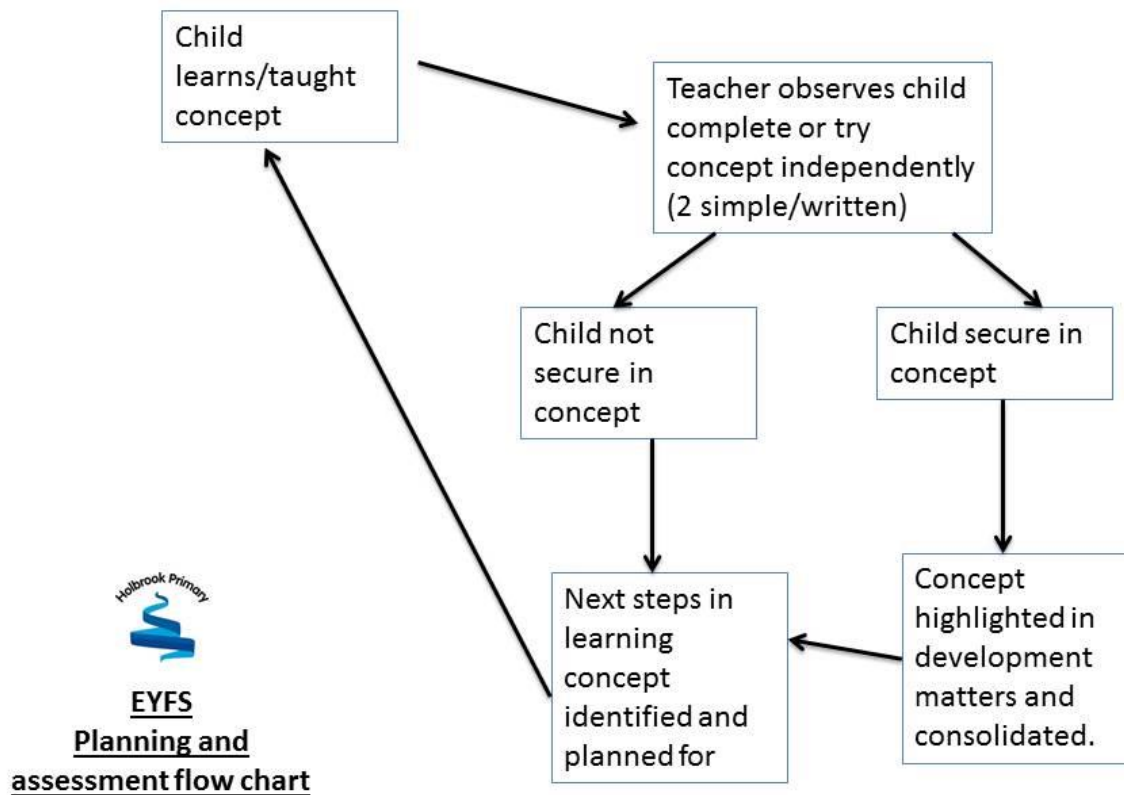 Child
learns/taught
concept
Teacher observes child
complete or try
concept independently
(2 simple/written)
Child not
secure in
concept
Child secure in
concept
Next steps in
learning
concept
identified and
planned for
Concept
highlighted in
development
matters and
consolidated.
Holbrook Primary
EYFS
Planning and
assessment flow chart